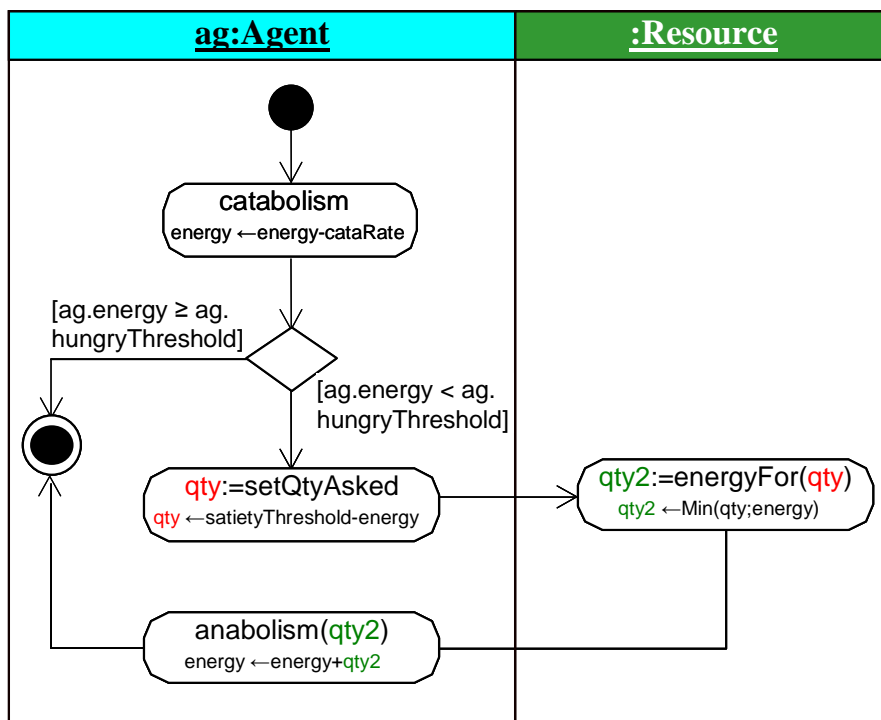 ag:Agent
:Resource
catabolism
energy ←energy-cataRate
[ag.energy ≥ ag.
hungryThreshold]
[ag.energy < ag.
hungryThreshold]
qty:=setQtyAsked
qty ←satietyThreshold-energy
qty2:=energyFor(qty)
qty2 ←Min(qty;energy)
anabolism(qty2)
energy ←energy+qty2